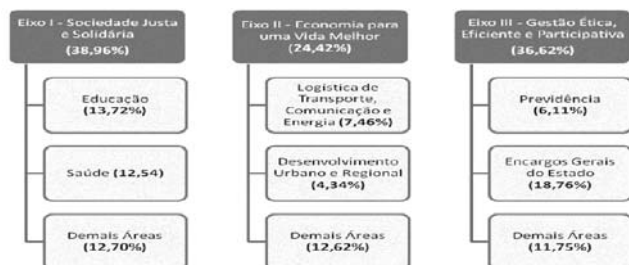 Eixo I - Sociedade Justa
e Solidária
(38,96%)
Educação
(13,72%)
Saúde (12,54)
Demais Áreas
(12,70%)
Eixo II - Economia para
uma Vida Melhor
(24,42%)
Logística de
Transporte,
Comunicação e
Energia (7,46%)
Desenvolvimento
Urbano e Regional
(4,34%)
Demais Áreas
(12,62%)
Eixo III - Gestão Ética,
Eficiente e Participativa
(36,62%)
Previdência
(6,11%)
Encargos Gerais
do Estado
(18,76%)
Demais Áreas
(11,75%)